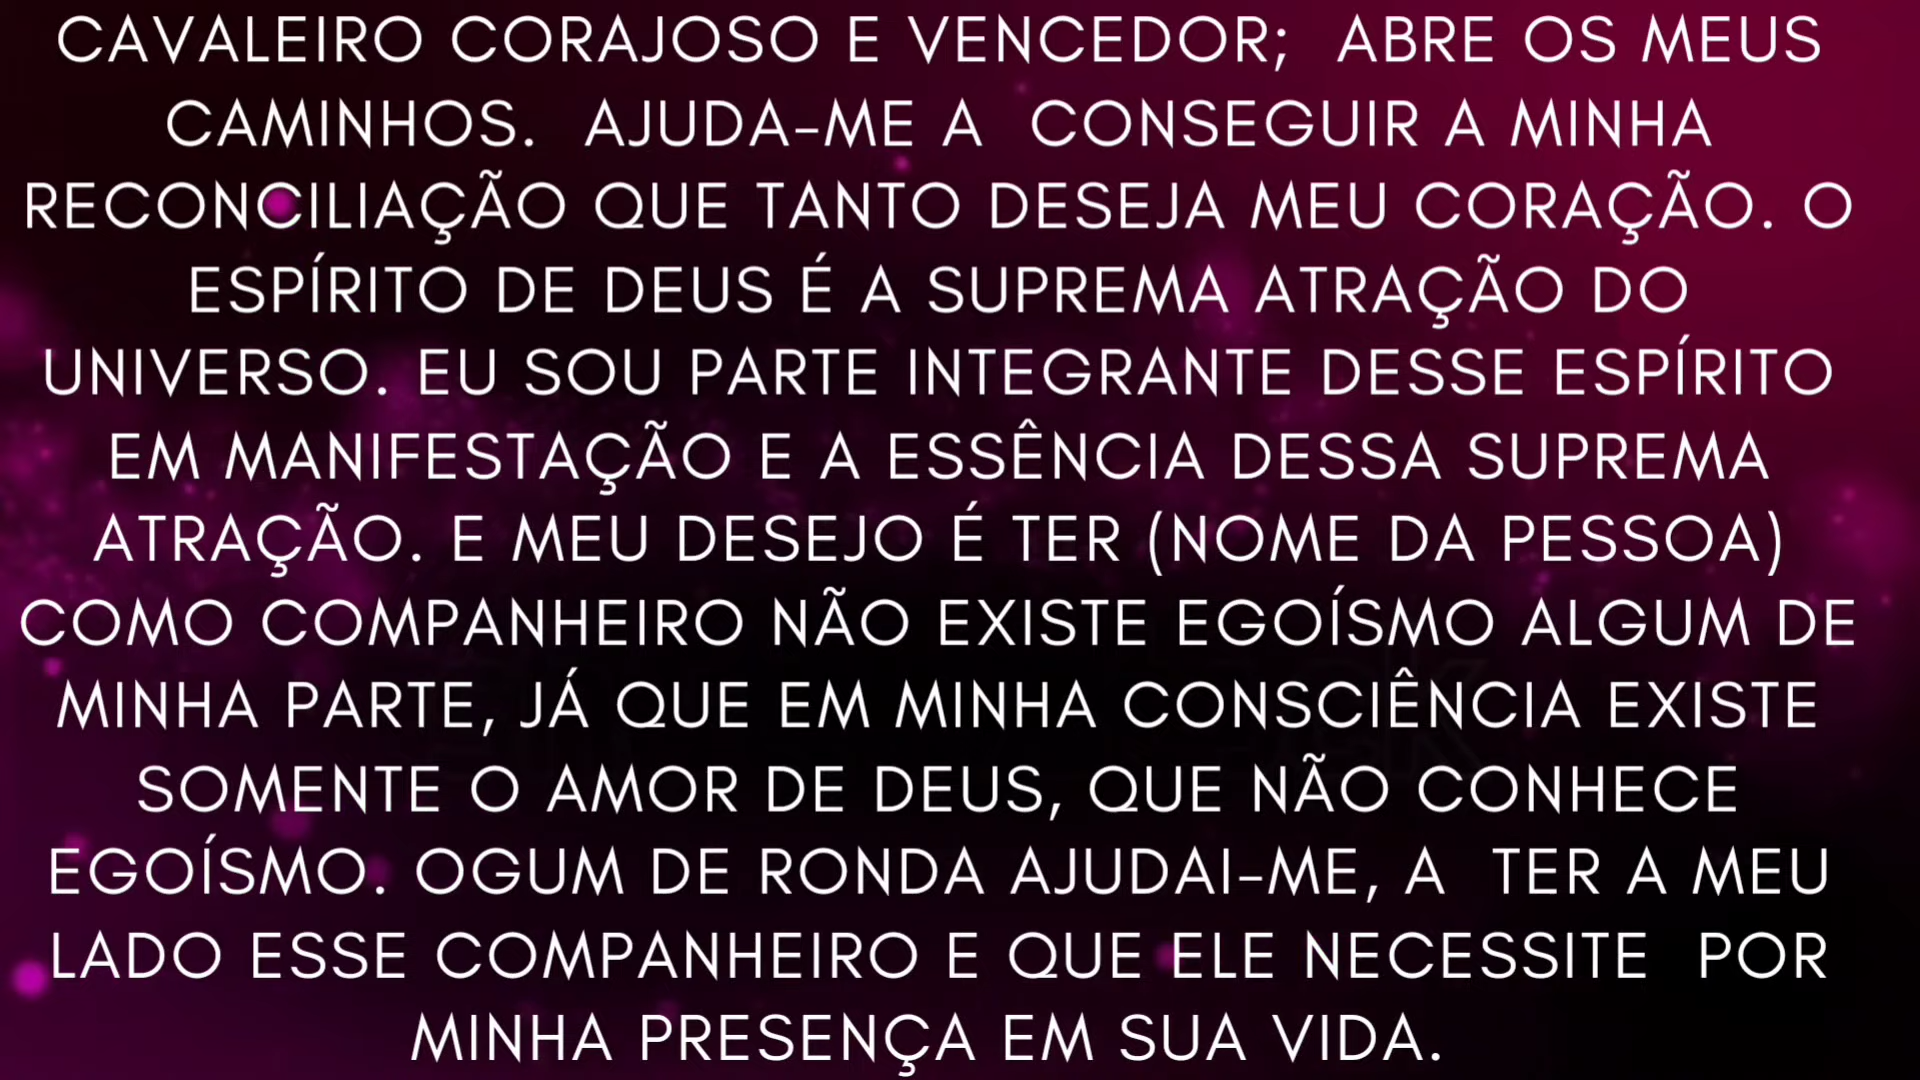 CAVALEIRO CORAJOSO E VENCEDOR; ABRE OS MEUS
CAMINHOS. AJUDA-ME A CONSEGUIR A MINHA
RECONCILIAÇÃO QUE TANTO DESEJA MEU CORAÇÃO. O
ESPÍRITO DE DEUS É A SUPREMA ATRAÇÃO DO
UNIVERSO. EU SOU PARTE INTEGRANTE DESSE ESPÍRITO
EM MANIFESTAÇÃO E A ESSÊNCIA DESSA SUPREMA
ATRAÇÃO. E MEU DESEJO É TER (NOME DA PESSOA)
COMO COMPANHEIRO NÃO EXISTE EGOÍSMO ALGUM DE
MINHA PARTE, JÁ QUE EM MINHA CONSCIÊNCIA EXISTE
SOMENTE O AMOR DE DEUS, QUE NÃO CONHECE
EGOÍSMO. OGUM DE RONDA AJUDAI-ME, A TER A MEU
LADO ESSE COMPANHEIRO E QUE ELE NECESSITE POR
MINHA PRESENÇA EM SUA VIDA.